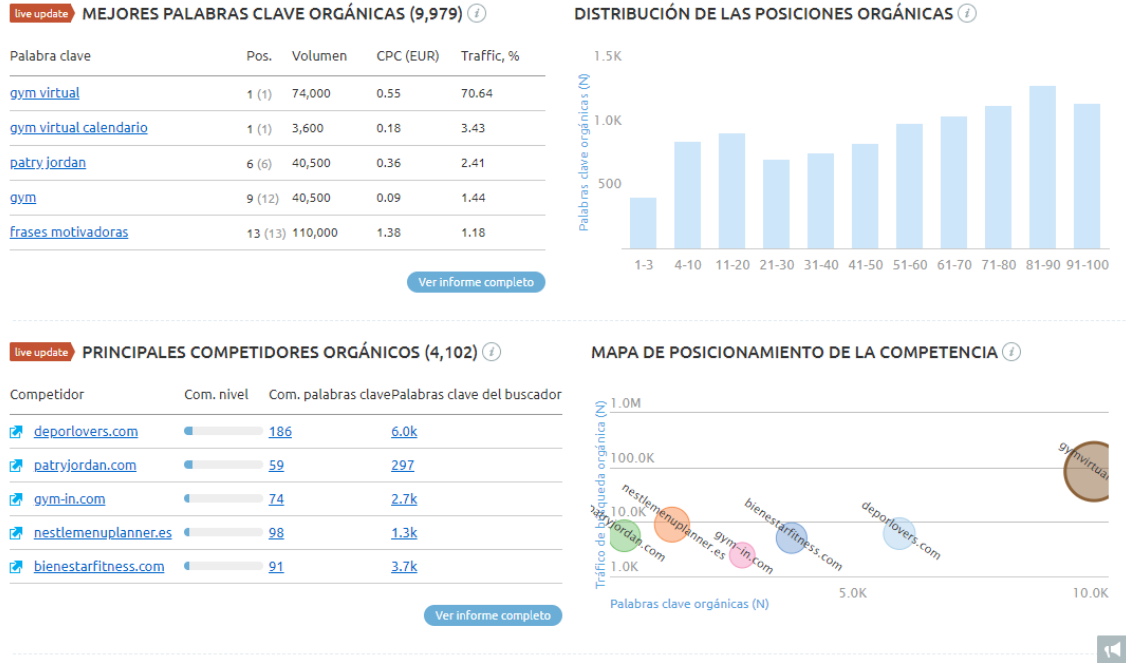 live update MEJORES PALABRAS CLAVE ORGÁNICAS (9,979) i
Palabra clave Pos. Volumen CPC (EUR) Traffic, %
gym virtual 1 (1) 74,000 0.55 70.64
gym virtual calendario 1 (1) 3,600 0.18 3.43
patry jordan 6 (6) 40,500 0.36 2.41
gym 9 (12) 40,500 0.09 1.44
frases motivadoras 13 (13) 110,000 1.38 1.18
Ver informe completo
DISTRIBUCIÓN DE LAS POSICIONES ORGÁNICAS i
Palabras clave orgánicas (N)
1.5K
1.0K
500
1-3 4-10 11-20 21-30 31-40 41-50 51-60 61-70 71-80 81-90 91-100
live update PRINCIPALES COMPETIDORES ORGÁNICOS (4,102) i
Competidor Com. nivel Com. palabras clave Palabras clave del buscador
deporlovers.com 186 6.0k
patryjordan.com 59 297
gym-in.com 74 2.7k
nestlemenuplanner.es 98 1.3k
bienestarfitness.com 91 3.7k
Ver informe completo
MAPA DE POSICIONAMIENTO DE LA COMPETENCIA i
Tráfico de búsqueda orgánica (N)
1.0M
100.0K
10.0K
1.0K
patryjordan.com
nestlemenuplanner.es
gym-in.com
bienestarfitness.com
deporlovers.com
gymvirtual
5.0K 10.0K
Palabras clave orgánicas (N)